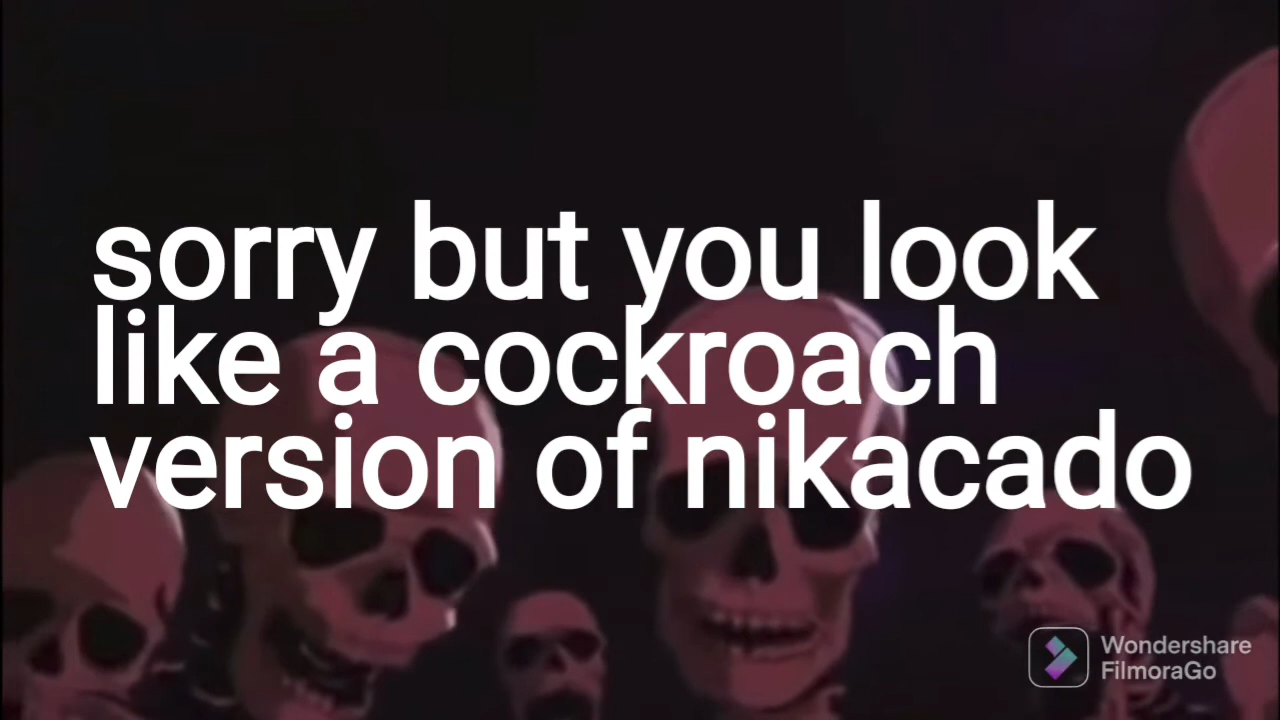 sorry but you look
like a cockroach
version of nikacado
Wondershare
FilmoraGo